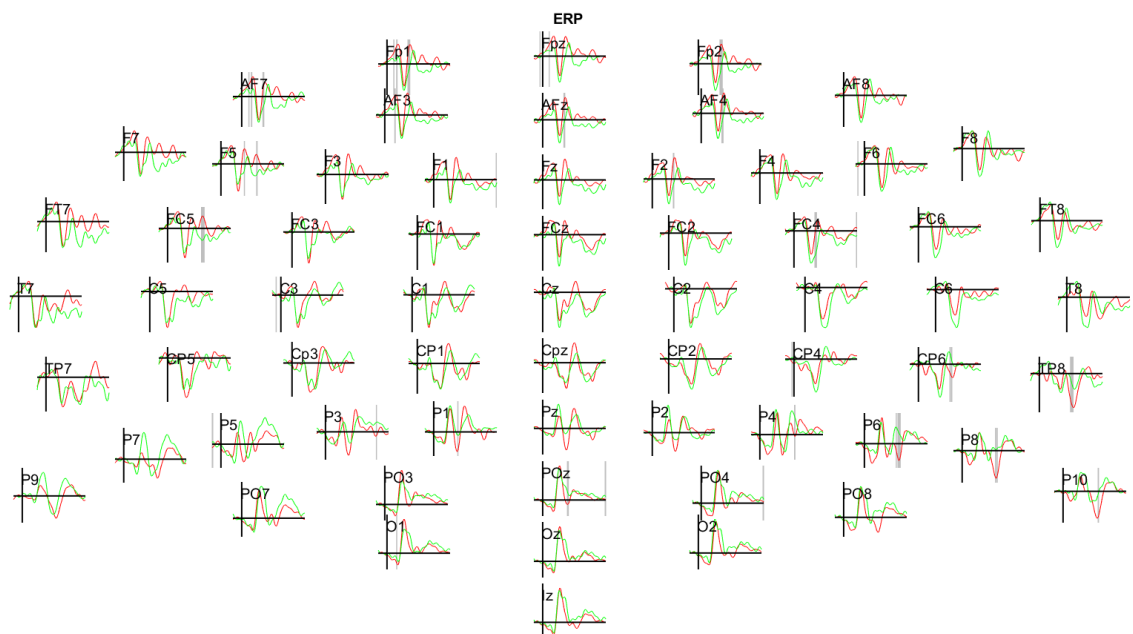 ERP
Fp1 Fpz Fp2
AF7 AF3 AFz AF4 AF8
F7 F5 F3 F1 Fz F2 F4 F6 F8
FT7 FC5 FC3 FC1 FCz FC2 FC4 FC6 FT8
T7 C5 C3 C1 Cz C2 C4 C6 T8
TP7 CP5 Cp3 CP1 Cpz CP2 CP4 CP6 TP8
P9 P7 P5 P3 P1 Pz P2 P4 P6 P8 P10
PO7 PO3 POz PO4 PO8
O1 Oz O2
Iz